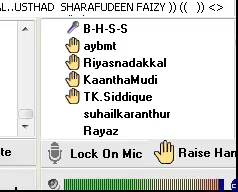 L..USTHAD SHARAFUDEEN FAIZY )) (( )) <>
B-H-S-S
aybmt
Riyasnadakkal
KaanthaMudi
TK.Siddique
suhailkaranthur
Rayaz
te Lock On Mic Raise Han